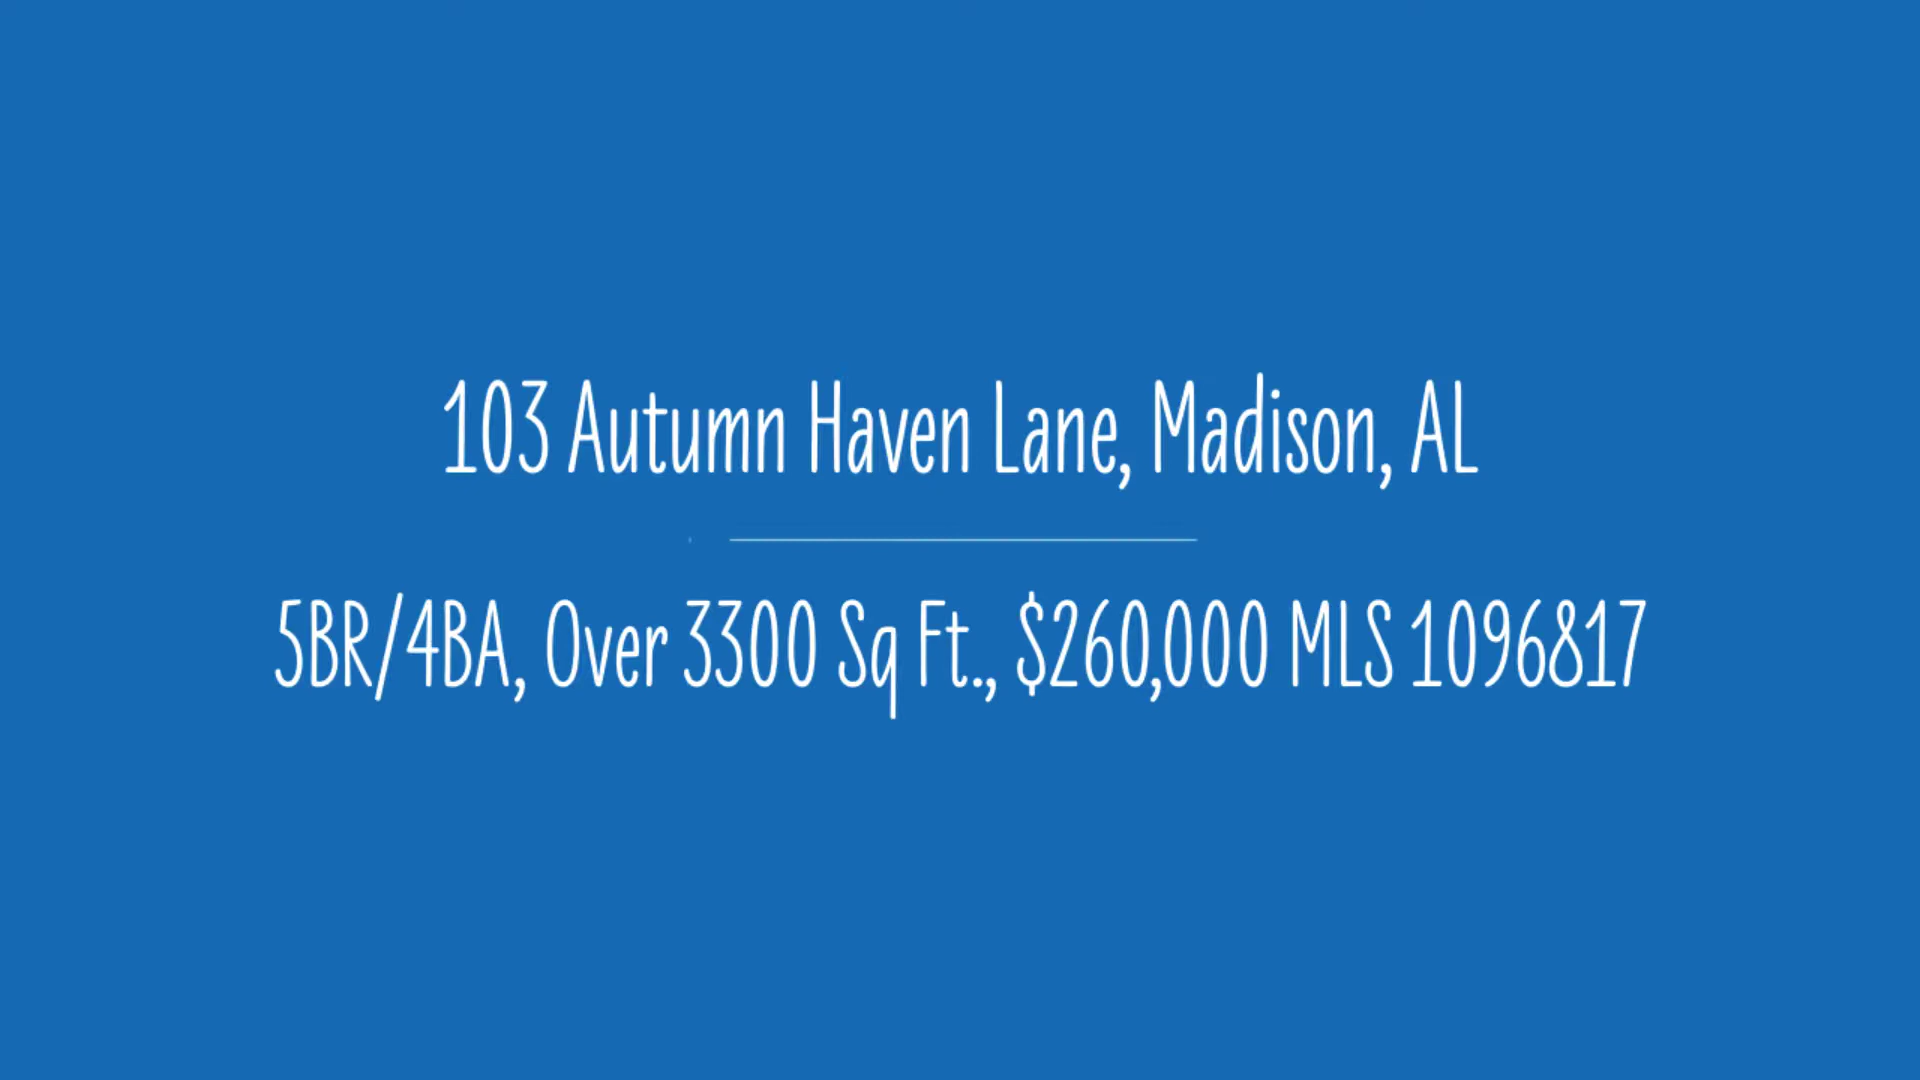 103 Autumn Haven Lane, Madison, AL
5BR/4BA, Over 3300 Sq Ft., $260,000 MLS 1096817